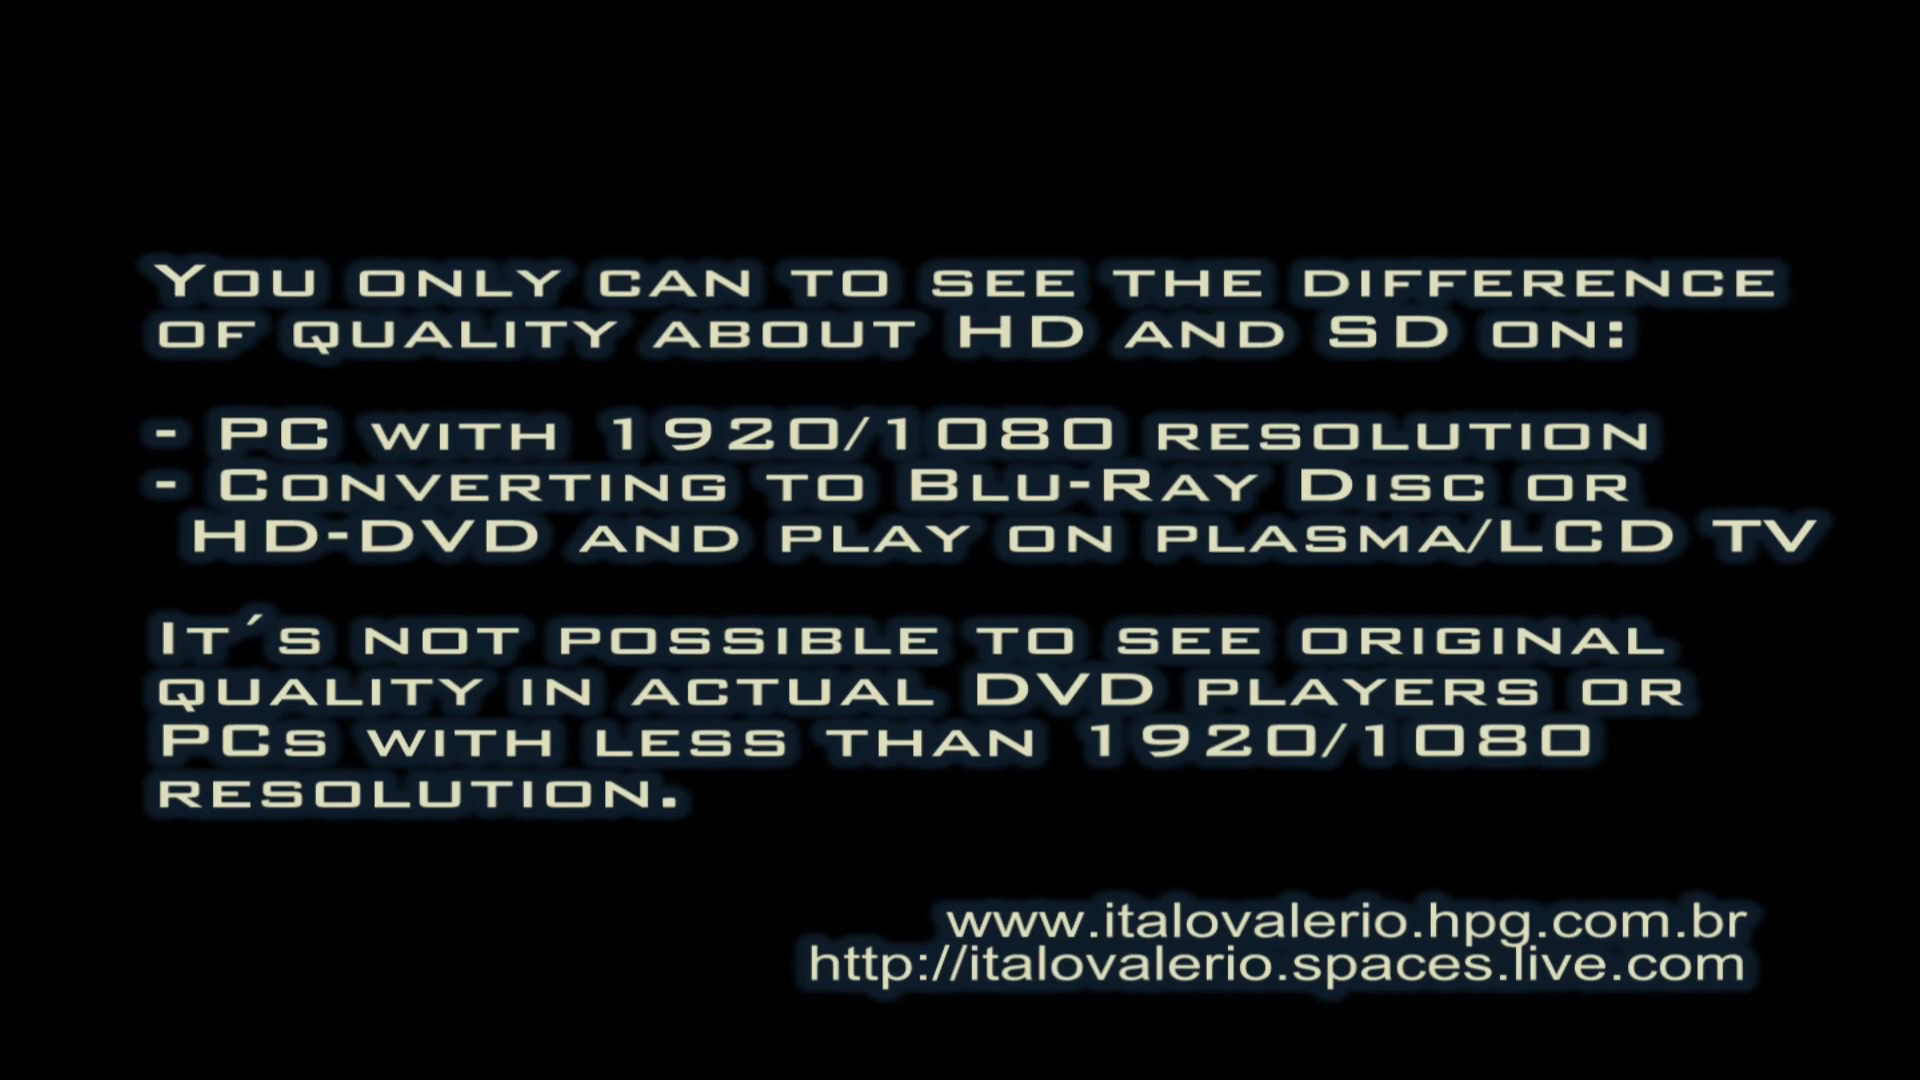 You only can to see the difference
of quality about HD and SD on:
- PC with 1920/1080 resolution
- Converting to Blu-Ray Disc or
HD-DVD and play on plasma/LCD TV
It´s not possible to see original
quality in actual DVD players or
PCs with less than 1920/1080
resolution.
www.italovalerio.hpg.com.br
http://italovalerio.spaces.live.com